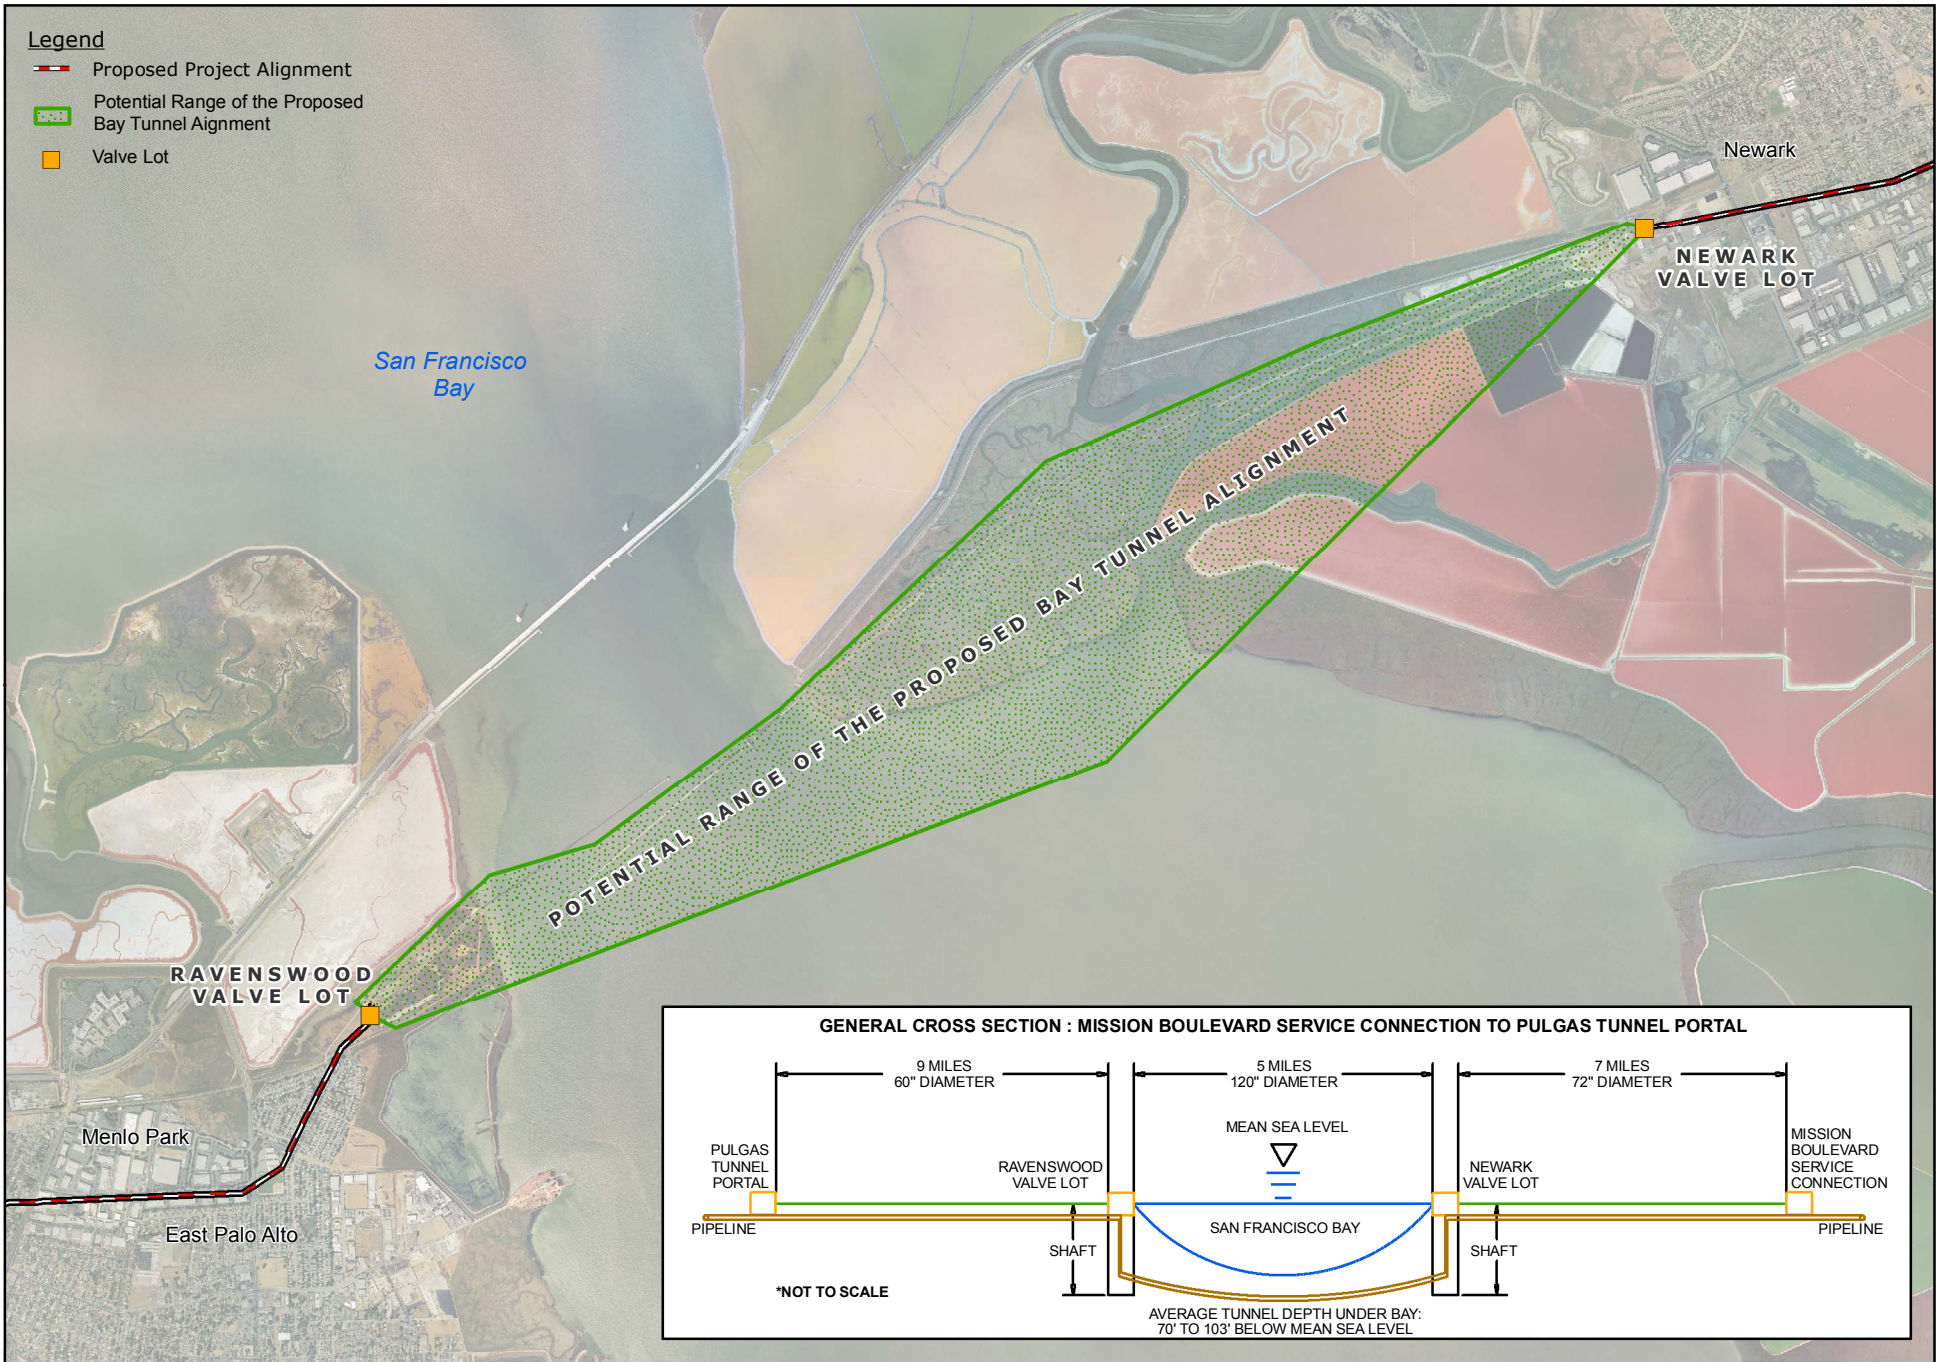 Legend
Proposed Project Alignment
Potential Range of the Proposed
Bay Tunnel Aignment
Valve Lot
Newark
NEWARK
VALVE LOT
San Francisco
Bay
POTENTIAL RANGE OF THE PROPOSED BAY TUNNEL ALIGNMENT
RAVENSWOOD
VALVE LOT
Menlo Park
East Palo Alto
GENERAL CROSS SECTION : MISSION BOULEVARD SERVICE CONNECTION TO PULGAS TUNNEL PORTAL
9 MILES
60" DIAMETER
5 MILES
120" DIAMETER
7 MILES
72" DIAMETER
MEAN SEA LEVEL
PULGAS
TUNNEL
PORTAL
RAVENSWOOD
VALVE LOT
NEWARK
VALVE LOT
MISSION
BOULEVARD
SERVICE
CONNECTION
PIPELINE
SAN FRANCISCO BAY
PIPELINE
SHAFT
SHAFT
*NOT TO SCALE
AVERAGE TUNNEL DEPTH UNDER BAY:
70' TO 103' BELOW MEAN SEA LEVEL